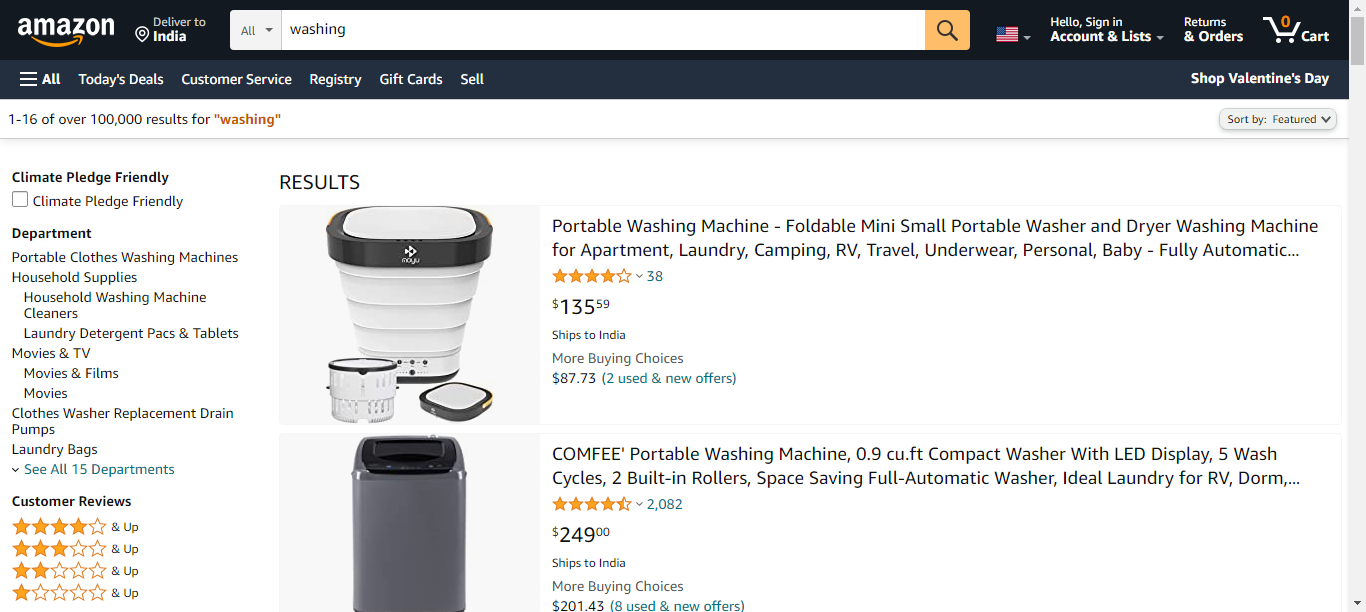 amazon
Deliver to
India
All
washing
Hello, Sign in
Account & Lists
Returns
& Orders
0
Cart
All
Today's Deals
Customer Service
Registry
Gift Cards
Sell
Shop Valentine's Day
1-16 of over 100,000 results for "washing"
Sort by: Featured
Climate Pledge Friendly
Climate Pledge Friendly
Department
Portable Clothes Washing Machines
Household Supplies
Household Washing Machine
Cleaners
Laundry Detergent Pacs & Tablets
Movies & TV
Movies & Films
Movies
Clothes Washer Replacement Drain
Pumps
Laundry Bags
See All 15 Departments
Customer Reviews
& Up
& Up
& Up
& Up
RESULTS
moyu
Portable Washing Machine - Foldable Mini Small Portable Washer and Dryer Washing Machine
for Apartment, Laundry, Camping, RV, Travel, Underwear, Personal, Baby - Fully Automatic...
38
$135 59
Ships to India
More Buying Choices
$87.73 (2 used & new offers)
COMFEE' Portable Washing Machine, 0.9 cu.ft Compact Washer With LED Display, 5 Wash
Cycles, 2 Built-in Rollers, Space Saving Full-Automatic Washer, Ideal Laundry for RV, Dorm,...
2,082
$249 00
Ships to India
More Buying Choices
$201.43 (8 used & new offers)